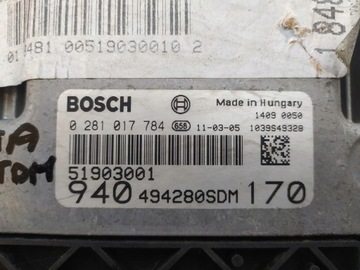 481 00519030010 2
BOSCH
Made in Hungary
1409 0050
0 281 017 784 658 11-03-05 1039S49328
51903001
940 494280SDM 170
TDM